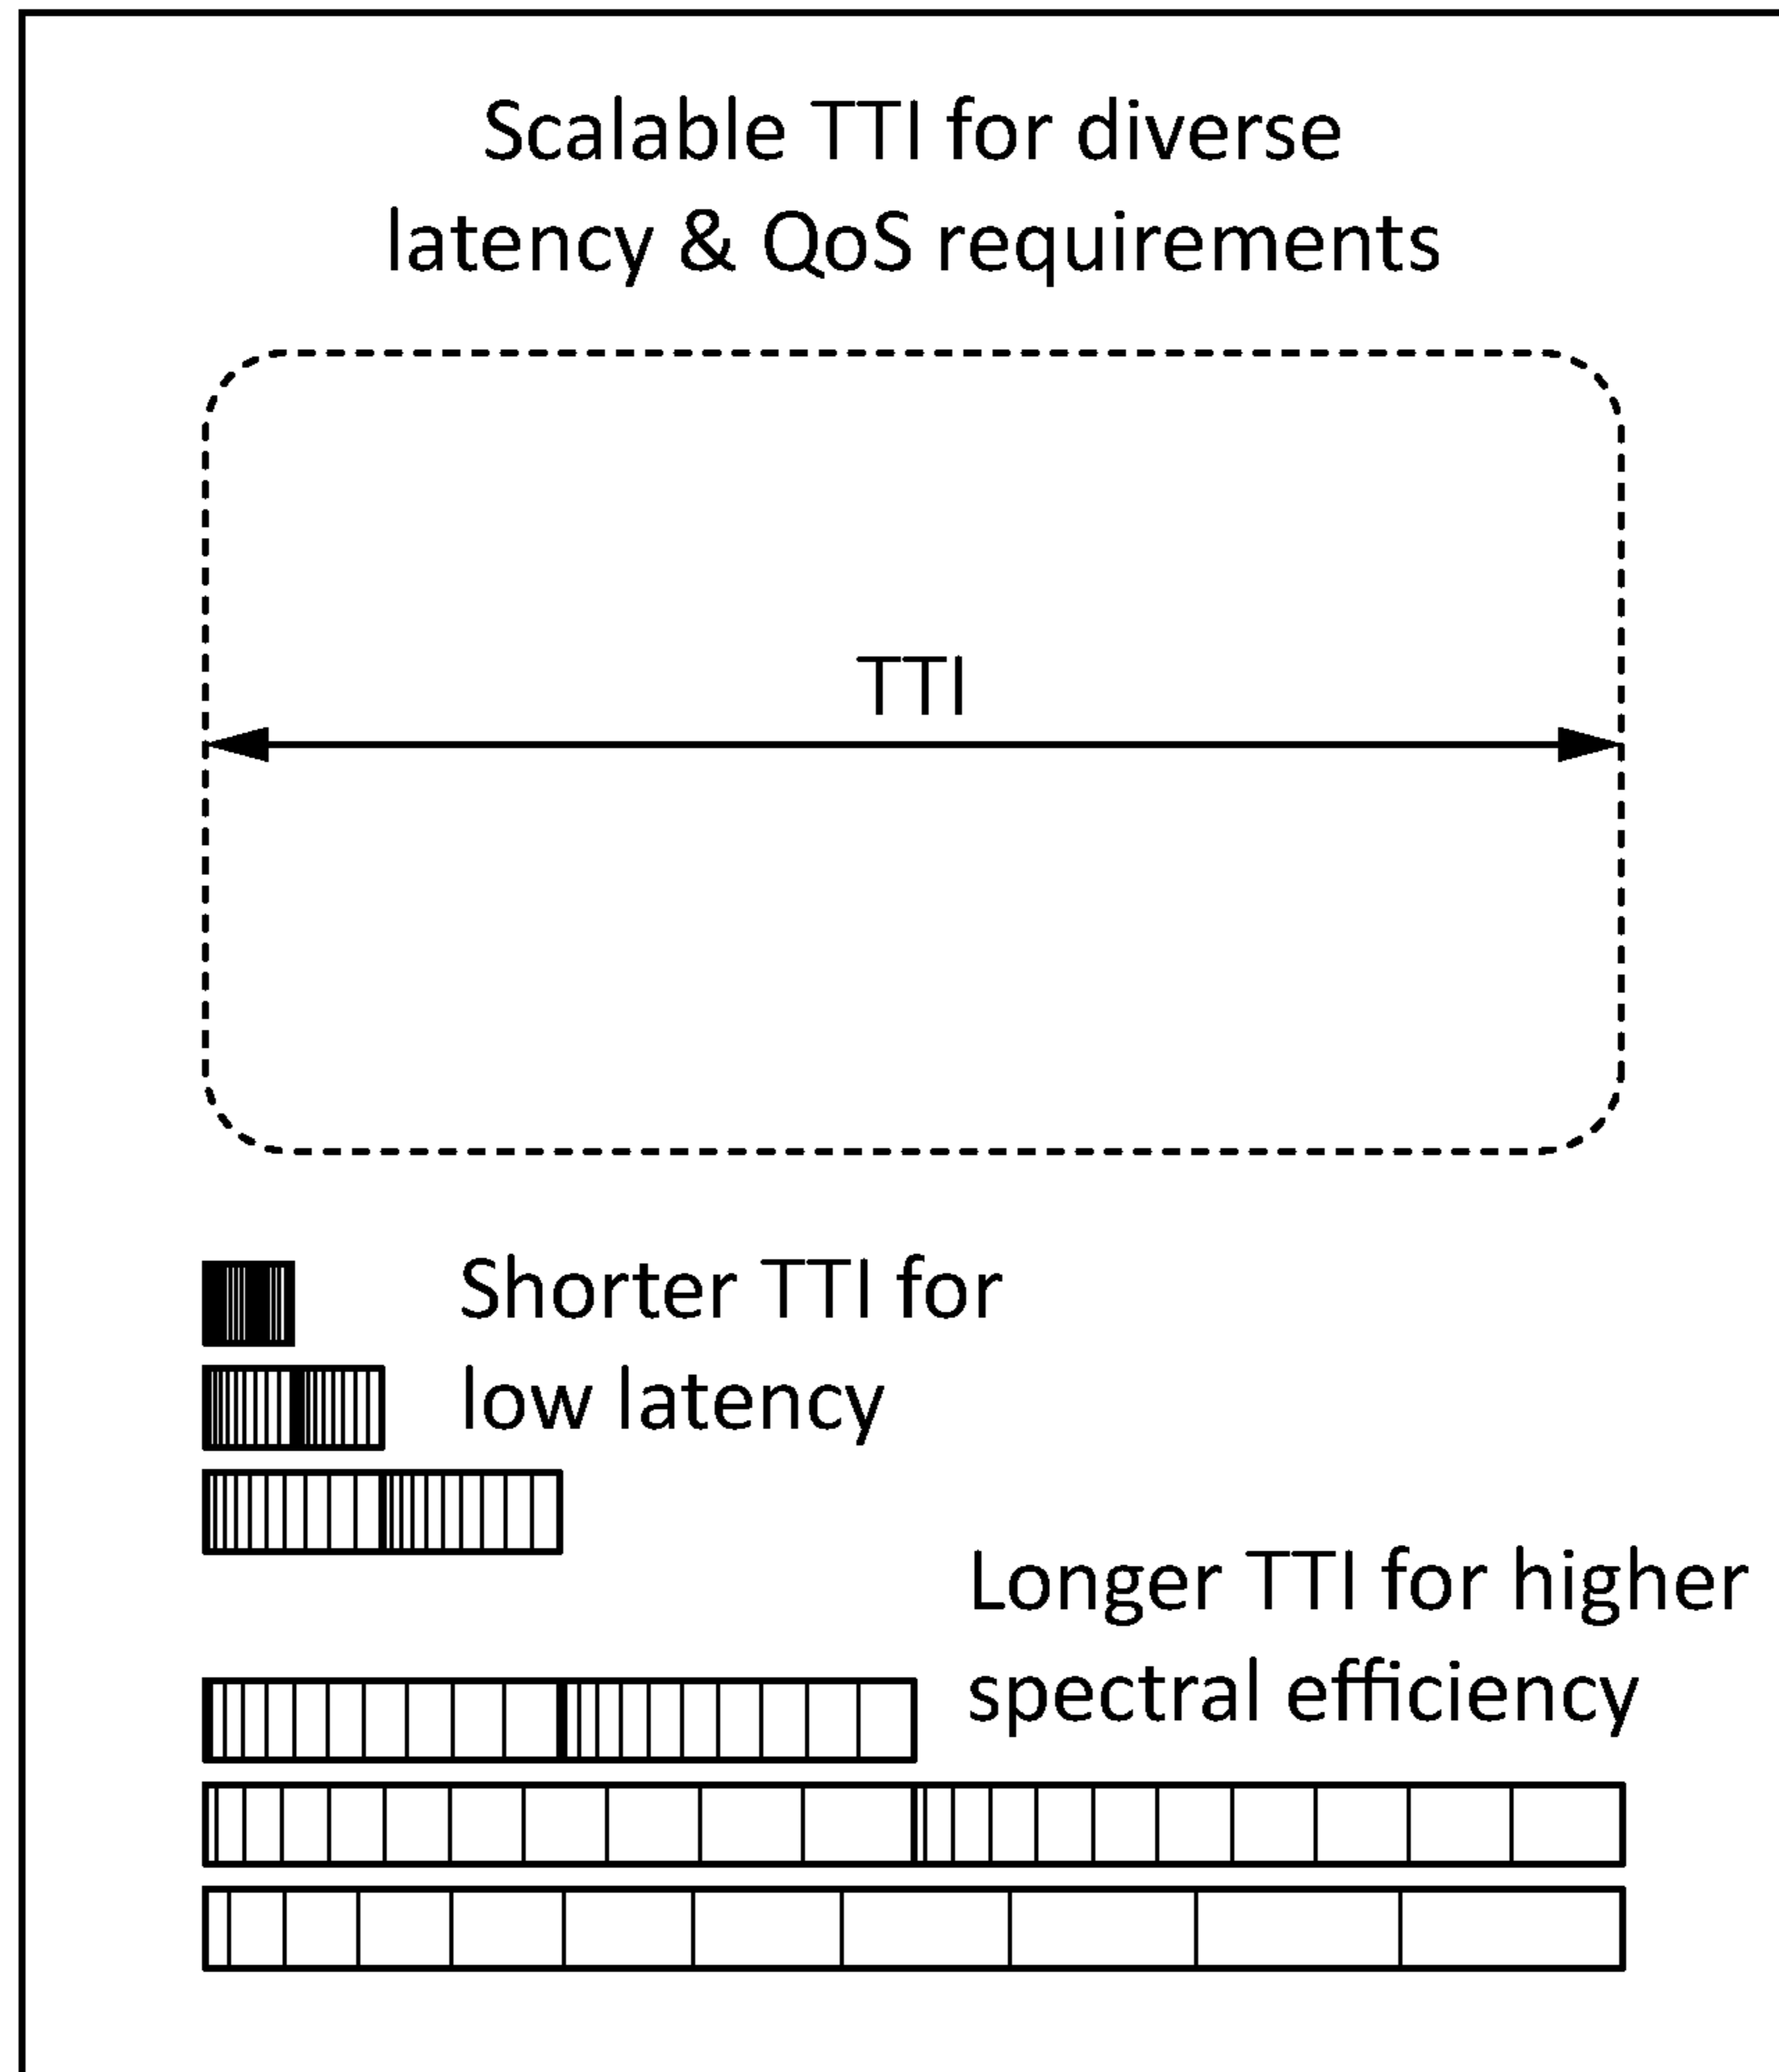 Scalable TTI for diverse
latency & QoS requirements
TTI
Shorter TTI for
low latency
Longer TTI for higher
spectral efficiency